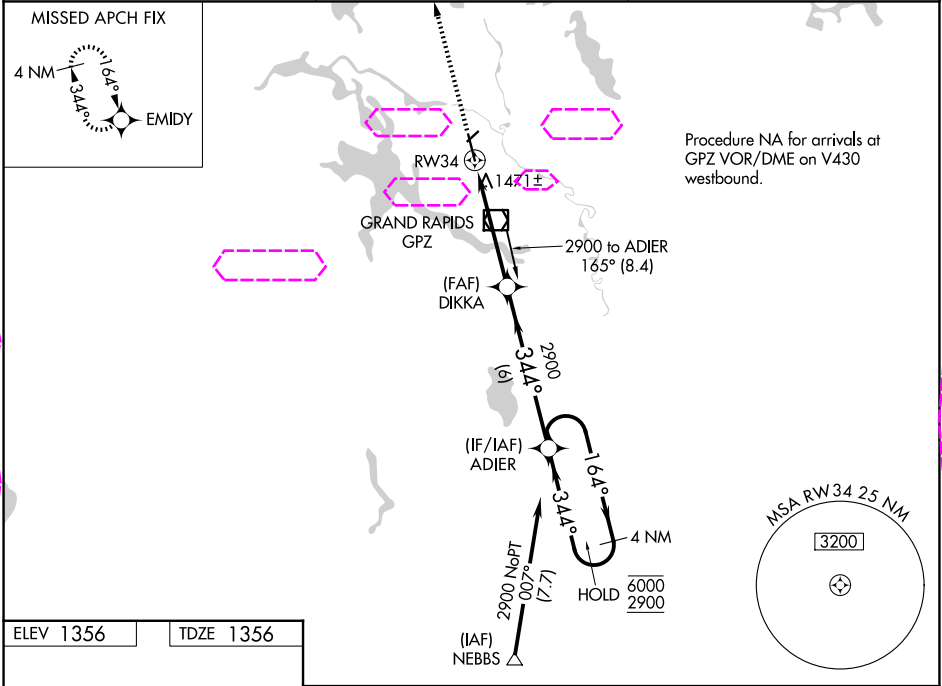 MISSED APCH FIX
4 NM
164°
344°
EMIDY
RW34
1471±
GRAND RAPIDS
GPZ
2900 to ADIER
165° (8.4)
Procedure NA for arrivals at
GPZ VOR/DME on V430
westbound.
(FAF)
DIKKA
2900
344°
(6)
(IF/IAF)
ADIER
164°
344°
4 NM
HOLD
6000
2900
2900 NoPT
007°
(7.7)
(IAF)
NEBBS
MSA RW34 25 NM
3200
ELEV 1356
TDZE 1356